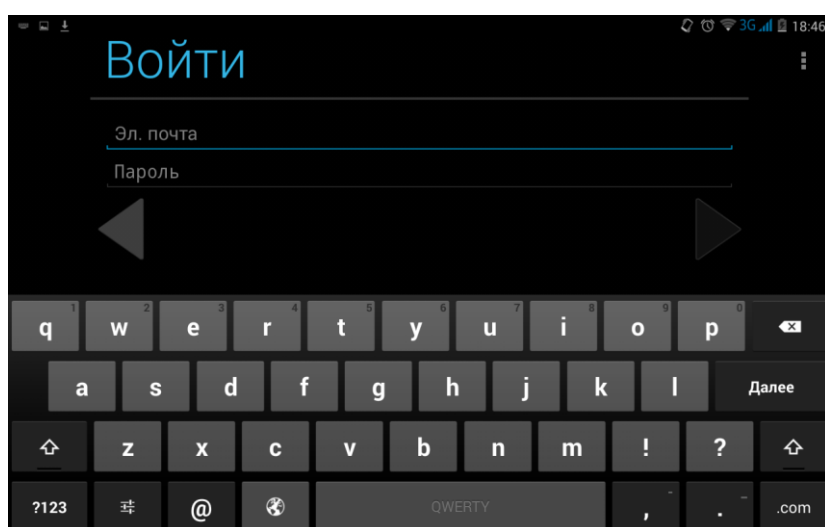 3G 18:46
Войти
Эл. почта
Пароль
q 1 w 2 e 3 r 4 t 5 y 6 u 7 i 8 o 9 p 0
a s d f g h j k l Далее
z x c v b n m ! ?
?123 @ QWERTY , - . – .com